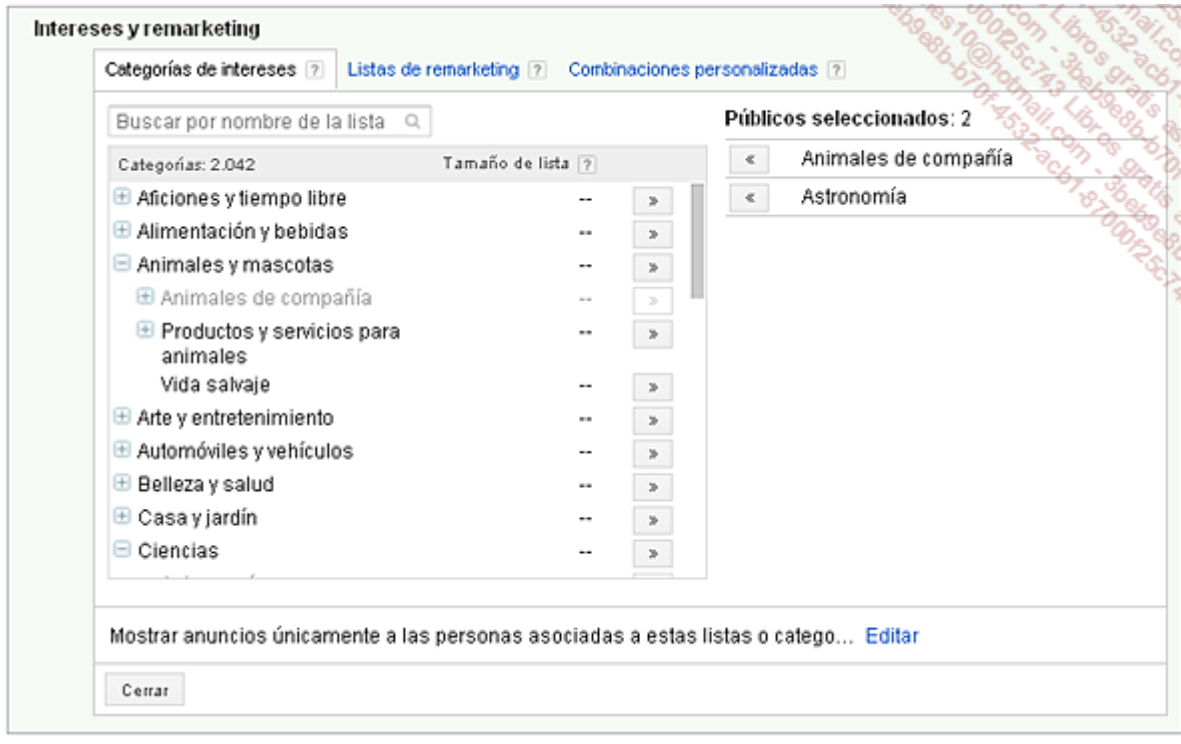 Intereses y remarketing
Categorías de intereses ? Listas de remarketing ? Combinaciones personalizadas ?
Buscar por nombre de la lista
Públicos seleccionados: 2
Categorías: 2.042 Tamaño de lista ?
« Animales de compañía
« Astronomía
Aficiones y tiempo libre -- »
Alimentación y bebidas -- »
Animales y mascotas -- »
Animales de compañía -- »
Productos y servicios para -- »
animales
Vida salvaje -- »
Arte y entretenimiento -- »
Automóviles y vehículos -- »
Belleza y salud -- »
Casa y jardín -- »
Ciencias -- »
Mostrar anuncios únicamente a las personas asociadas a estas listas o catego... Editar
Cerrar